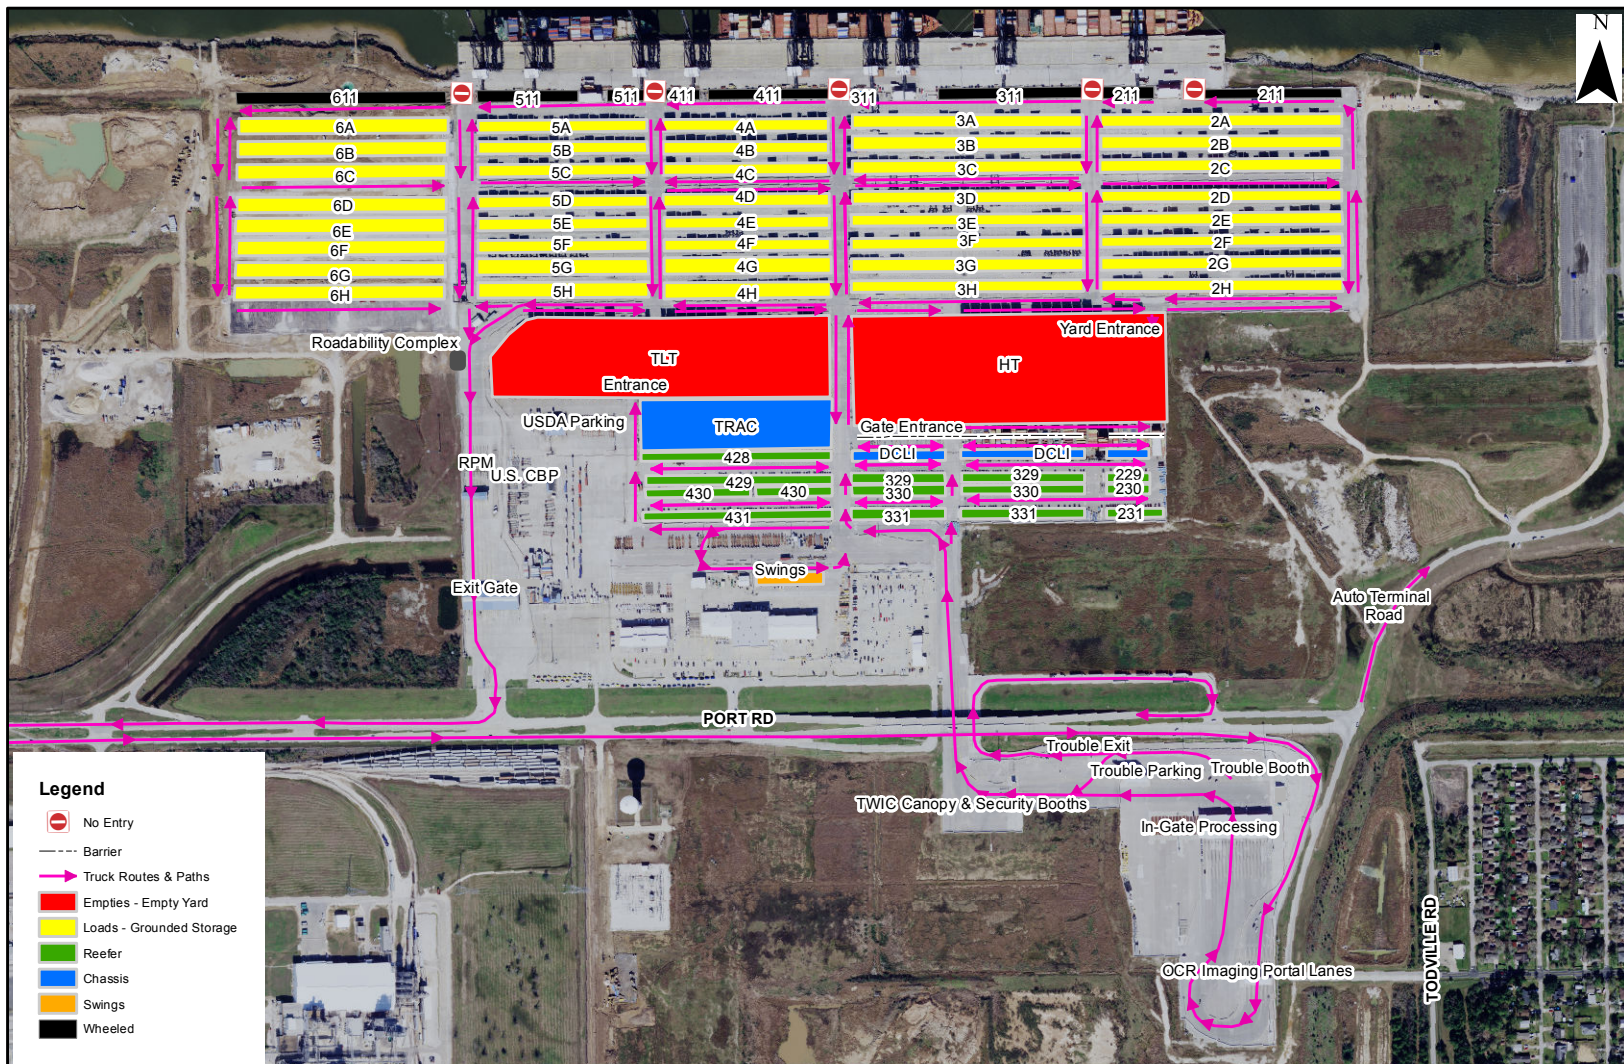 N
611
511
511
411
411
311
311
211
211
6A
5A
4A
3A
2A
6B
5B
4B
3B
2B
6C
5C
4C
3C
2C
6D
5D
4D
3D
2D
6E
5E
4E
3E
2E
6F
5F
4F
3F
2F
6G
5G
4G
3G
2G
6H
5H
4H
3H
2H
Roadability Complex
Yard Entrance
TLT
HT
Entrance
USDA Parking
TRAC
Gate Entrance
428
DCLI
DCLI
RPM
U.S. CBP
429
329
329
229
430
430
330
330
230
431
331
331
231
Swings
Exit Gate
Auto Terminal
Road
PORT RD
Trouble Exit
Trouble Parking
Trouble Booth
TWIC Canopy & Security Booths
In-Gate Processing
OCR Imaging Portal Lanes
TODVILLE RD
Legend
No Entry
Barrier
Truck Routes & Paths
Empties - Empty Yard
Loads - Grounded Storage
Reefer
Chassis
Swings
Wheeled